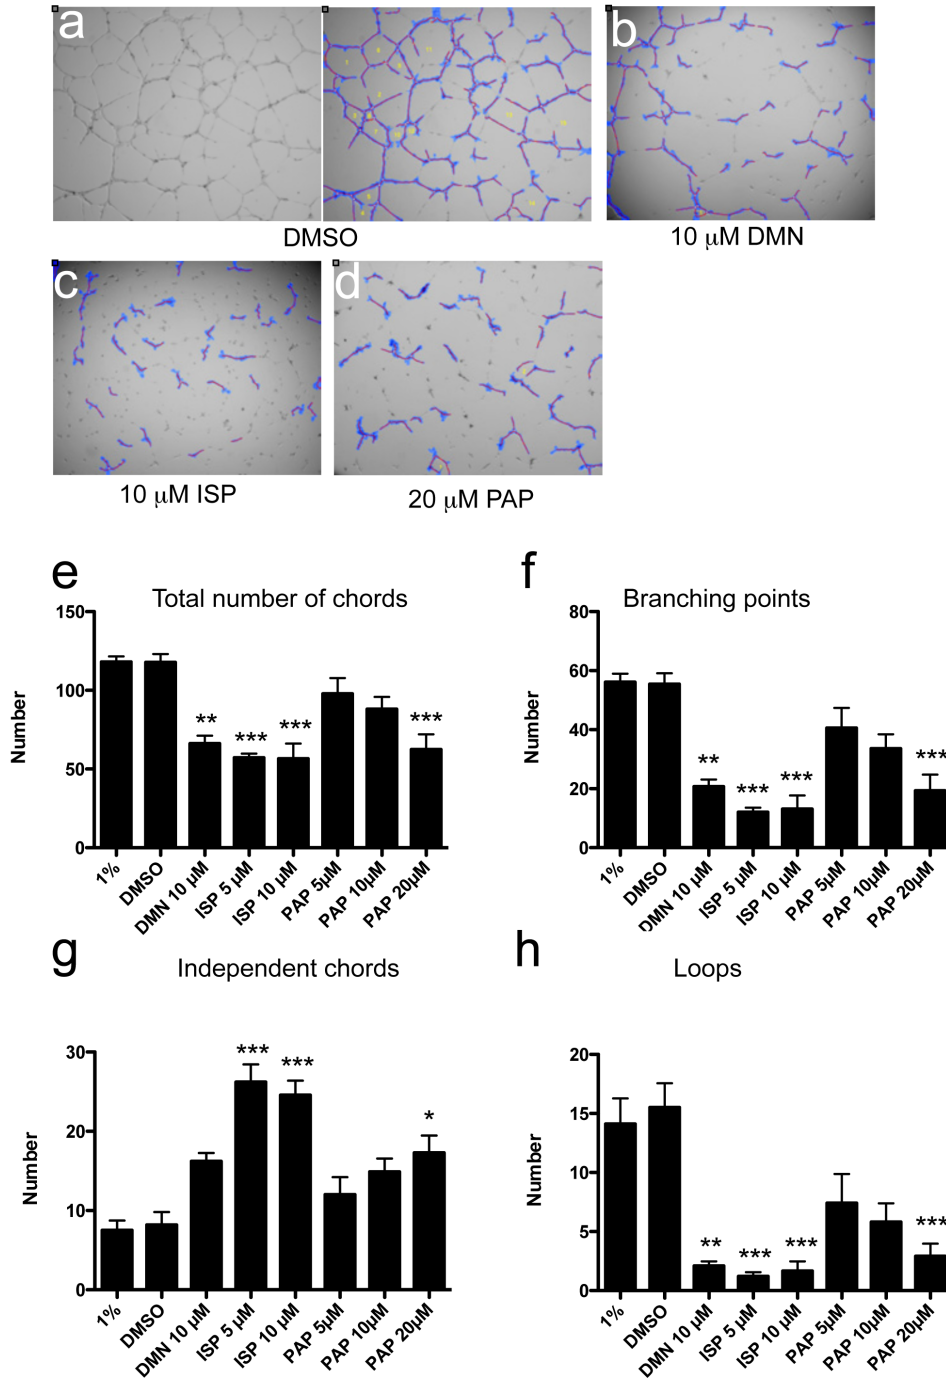 a
b
DMSO
10 µM DMN
c
d
10 µM ISP
20 µM PAP
e
Total number of chords
Number
150
100
50
0
**
***
***
***
1%
DMSO
DMN 10 µM
ISP 5 µM
ISP 10 µM
PAP 5µM
PAP 10µM
PAP 20µM
f
Branching points
Number
80
60
40
20
0
**
***
***
***
1%
DMSO
DMN 10 µM
ISP 5 µM
ISP 10 µM
PAP 5µM
PAP 10µM
PAP 20µM
g
Independent chords
Number
30
20
10
0
***
***
*
1%
DMSO
DMN 10 µM
ISP 5 µM
ISP 10 µM
PAP 5µM
PAP 10µM
PAP 20µM
h
Loops
Number
20
15
10
5
0
**
***
***
***
1%
DMSO
DMN 10 µM
ISP 5 µM
ISP 10 µM
PAP 5µM
PAP 10µM
PAP 20µM